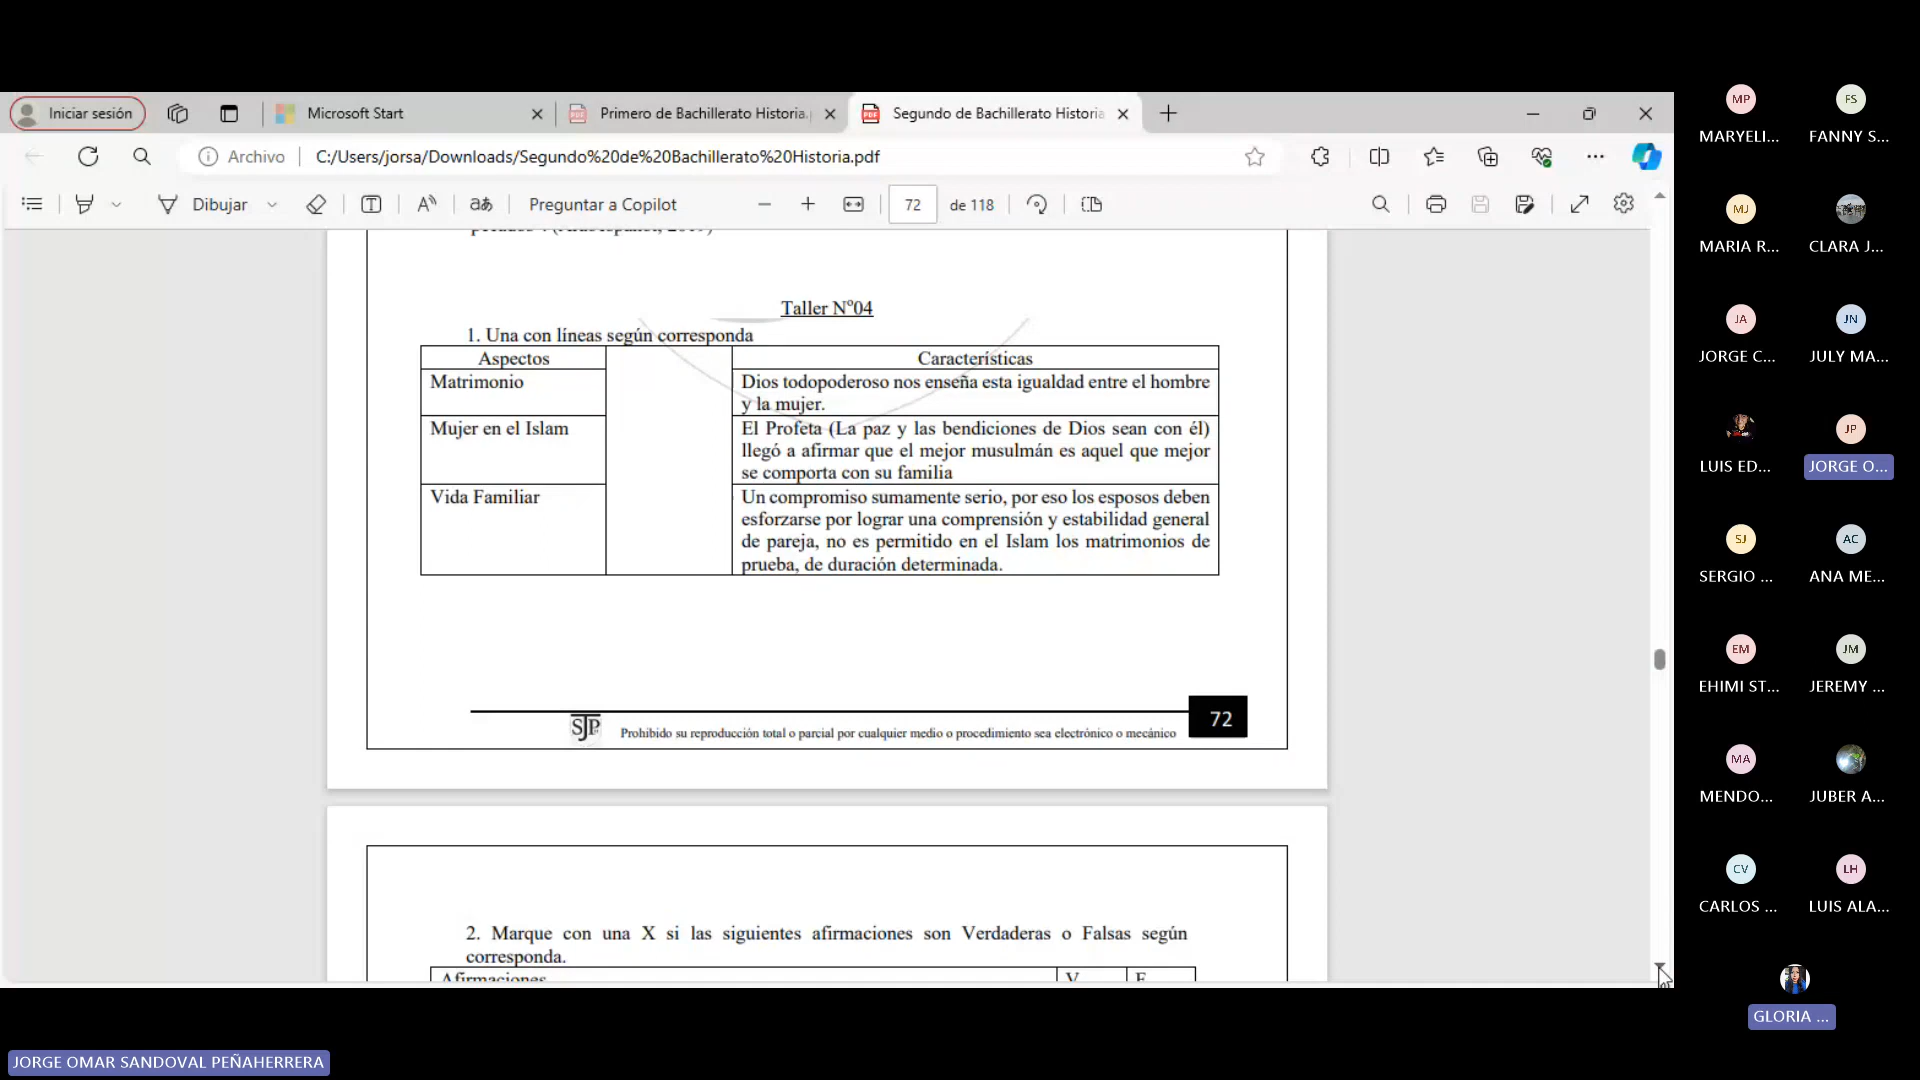 Iniciar sesión
Microsoft Start
Primero de Bachillerato Historia.
Segundo de Bachillerato Historia
Archivo
C:/Users/jorsa/Downloads/Segundo%20de%20Bachillerato%20Historia.pdf
Dibujar
Preguntar a Copilot
72
de 118
Taller N°04
1. Una con líneas según corresponda
Aspectos
Características
Matrimonio
Dios todopoderoso nos enseña esta igualdad entre el hombre
y la mujer.
Mujer en el Islam
El Profeta (La paz y las bendiciones de Dios sean con él)
llegó a afirmar que el mejor musulmán es aquel que mejor
se comporta con su familia
Vida Familiar
Un compromiso sumamente serio, por eso los esposos deben
esforzarse por lograr una comprensión y estabilidad general
de pareja, no es permitido en el Islam los matrimonios de
prueba, de duración determinada.
SJP
Prohibido su reproducción total o parcial por cualquier medio o procedimiento sea electrónico o mecánico
72
2. Marque con una X si las siguientes afirmaciones son Verdaderas o Falsas según
corresponda.
Afirmaciones
V
F
MP
MARYELI...
FS
FANNY S...
MJ
MARIA R...
CLARA J...
JA
JORGE C...
JN
JULY MA...
LUIS ED...
JP
JORGE O...
SJ
SERGIO ...
AC
ANA ME...
EM
EHIMI ST...
JM
JEREMY ...
MA
MENDO...
JUBER A...
CV
CARLOS ...
LH
LUIS ALA...
GLORIA ...
JORGE OMAR SANDOVAL PEÑAHERRERA